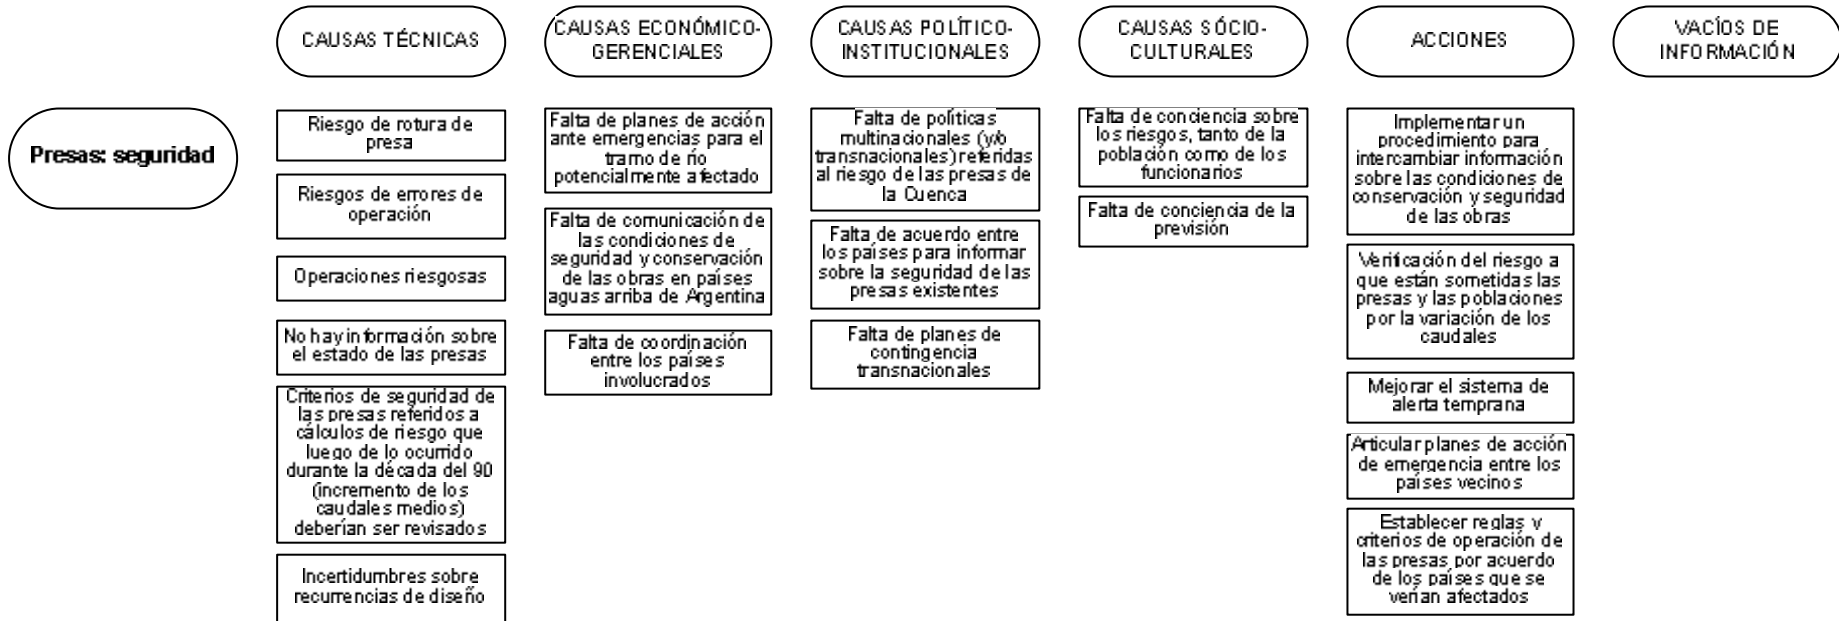 CAUSAS TÉCNICAS
CAUSAS ECONÓMICO-
GERENCIALES
CAUSAS POLÍTICO-
INSTITUCIONALES
CAUSAS SÓCIO-
CULTURALES
ACCIONES
VACÍOS DE
INFORMACIÓN
Presas: seguridad
Riesgo de rotura de
presa
Riesgos de errores de
operación
Operaciones riesgosas
No hay información sobre
el estado de las presas
Criterios de seguridad de
las presas referidos a
cálculos de riesgo que
luego de lo ocurrido
durante la década del 90
(incremento de los
caudales medios)
deberían ser revisados
Incertidumbres sobre
recurrencias de diseño
Falta de planes de acción
ante emergencias para el
tramo de río
potencialmente afectado
Falta de comunicación de
las condiciones de
seguridad y conservación
de las obras en países
aguas arriba de Argentina
Falta de coordinación
entre los países
involucrados
Falta de políticas
multinacionales (y/o
transnacionales) referidas
al riesgo de las presas de
la Cuenca
Falta de acuerdo entre
los países para informar
sobre la seguridad de las
presas existentes
Falta de planes de
contingencia
transnacionales
Falta de conciencia sobre
los riesgos, tanto de la
población como de los
funcionarios
Falta de conciencia de la
previsión
Implementar un
procedimiento para
intercambiar información
sobre las condiciones de
conservación y seguridad
de las obras
Verificación del riesgo a
que están sometidas las
presas y las poblaciones
por la variación de los
caudales
Mejorar el sistema de
alerta temprana
Articular planes de acción
de emergencia entre los
países vecinos
Establecer reglas y
criterios de operación de
las presas por acuerdo
de los países que se
verían afectados